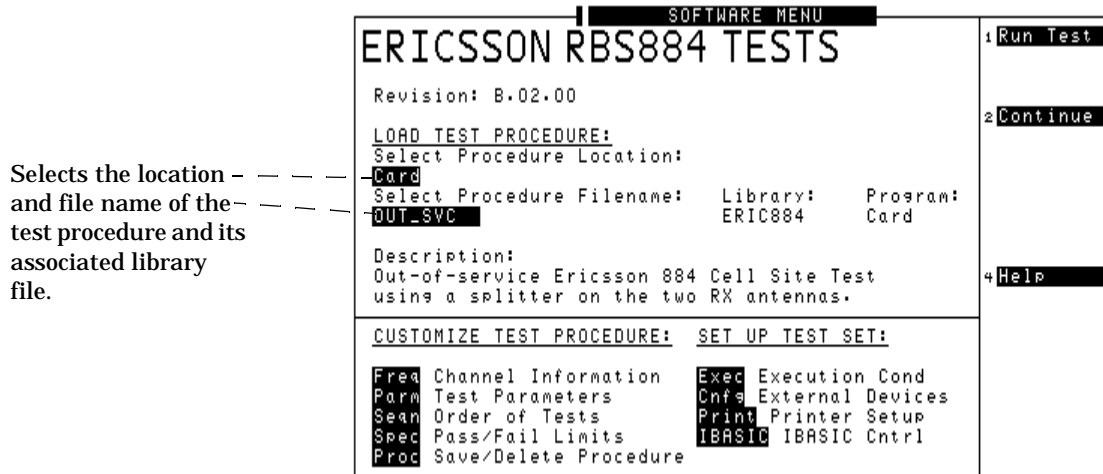 SOFTWARE MENU
ERICSSON RBS884 TESTS
Revision: B.02.00
LOAD TEST PROCEDURE:
Select Procedure Location:
Card
Select Procedure Filename: Library: Program:
OUT_SVC ERIC884 Card
Description:
Out-of-service Ericsson 884 Cell Site Test
using a splitter on the two RX antennas.
CUSTOMIZE TEST PROCEDURE: SET UP TEST SET:
Freq Channel Information Exec Execution Cond
Parm Test Parameters Cnfg External Devices
Seqn Order of Tests Print Printer Setup
Spec Pass/Fail Limits IBASIC IBASIC Cntrl
Proc Save/Delete Procedure
1 Run Test
2 Continue
4 Help
Selects the location
and file name of the
test procedure and its
associated library
file.